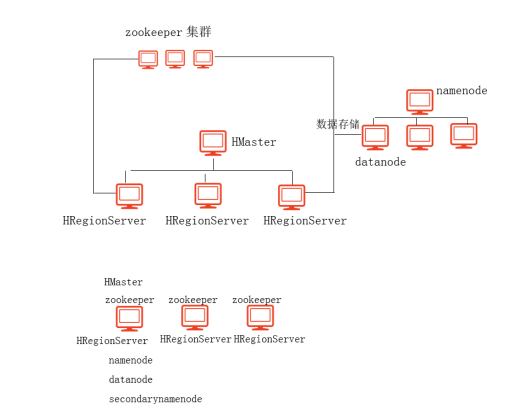 zookeeper 集群
namenode
数据存储
HMaster
datanode
HRegionServer
HRegionServer
HRegionServer
HMaster
zookeeper
zookeeper
zookeeper
HRegionServer
HRegionServer
HRegionServer
namenode
datanode
secondarynamenode